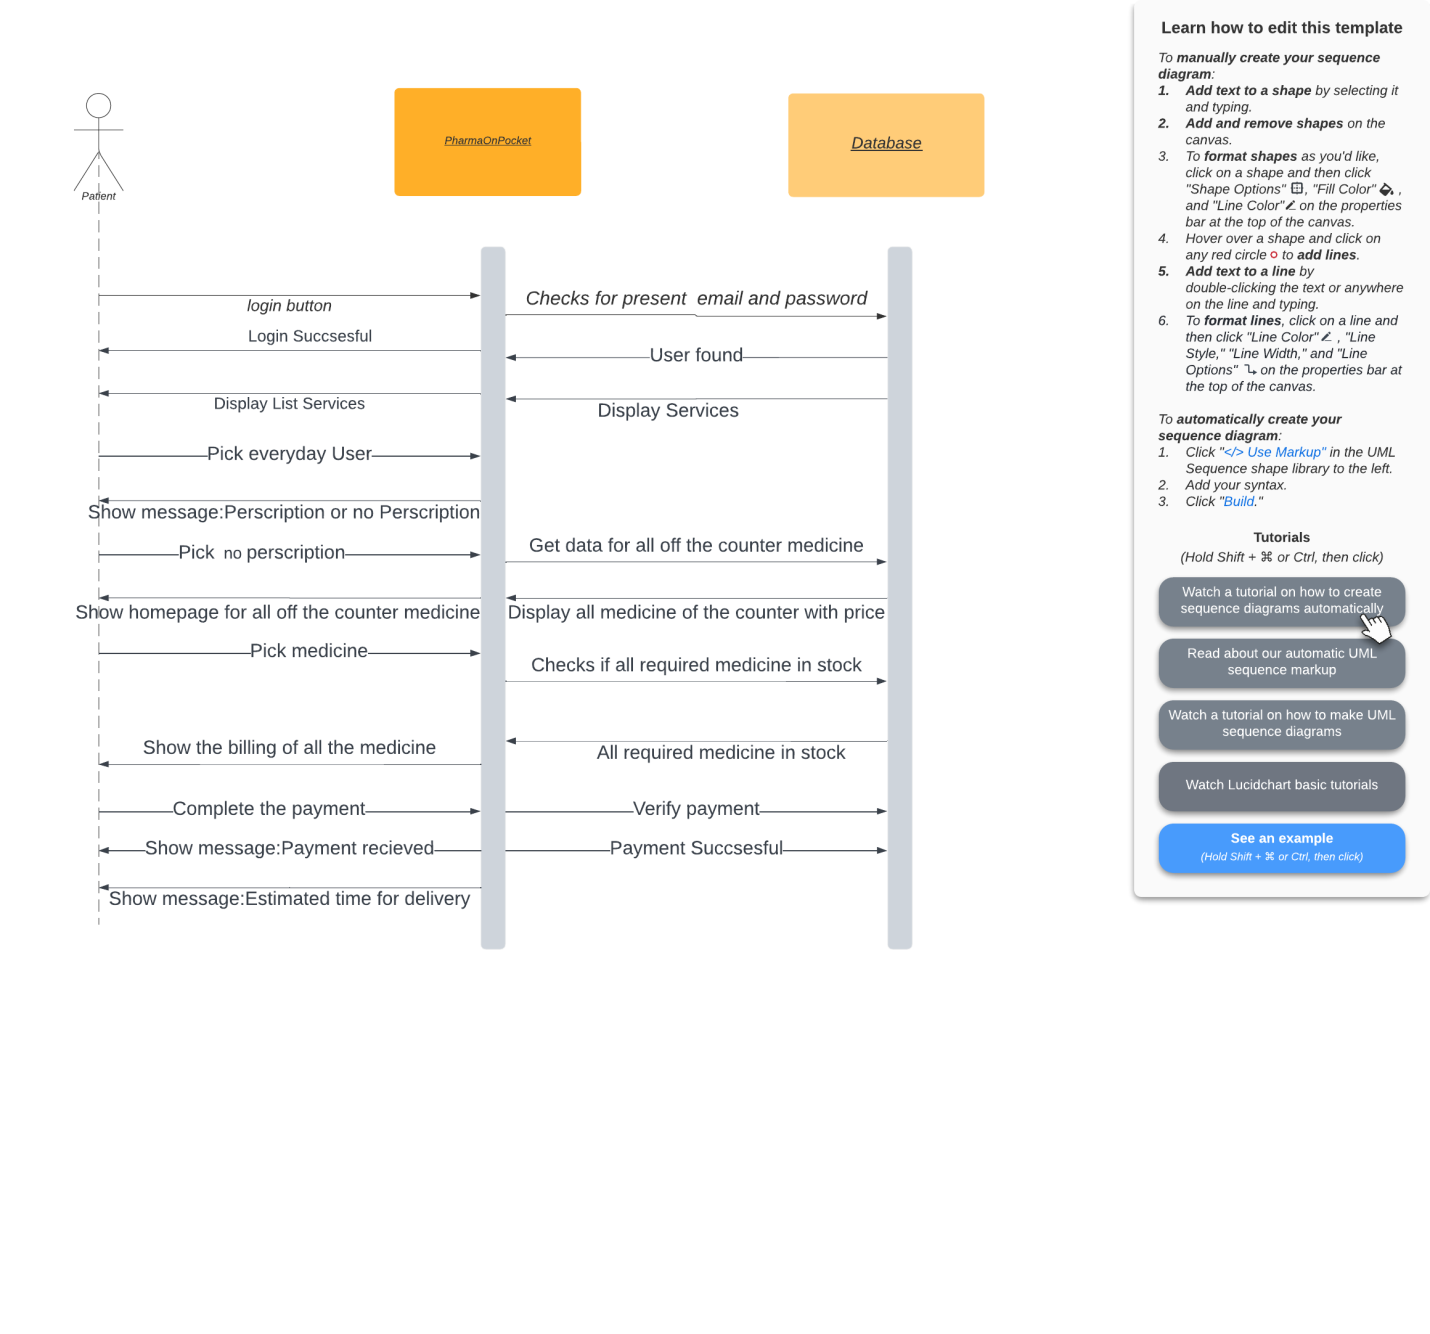 Patient
PharmaOnPocket
Database
login button
Checks for present  email and password
Login Succsesful
User found
Display List Services
Display Services
Pick everyday User
Show message:Perscription or no Perscription
Pick  no perscription
Get data for all off the counter medicine
Show homepage for all off the counter medicine
Display all medicine of the counter with price
Pick medicine
Checks if all required medicine in stock
Show the billing of all the medicine
All required medicine in stock
Complete the payment
Verify payment
Show message:Payment recieved
Payment Succsesful
Show message:Estimated time for delivery
Learn how to edit this template
To manually create your sequence
diagram:
1. Add text to a shape by selecting it
and typing.
2. Add and remove shapes on the
canvas.
3. To format shapes as you'd like,
click on a shape and then click
"Shape Options" , "Fill Color" ,
and "Line Color" on the properties
bar at the top of the canvas.
4. Hover over a shape and click on
any red circle to add lines.
5. Add text to a line by
double-clicking the text or anywhere
on the line and typing.
6. To format lines, click on a line and
then click "Line Color" , "Line
Style," "Line Width," and "Line
Options" on the properties bar at
the top of the canvas.
To automatically create your
sequence diagram:
1. Click "</> Use Markup" in the UML
Sequence shape library to the left.
2. Add your syntax.
3. Click "Build."
Tutorials
(Hold Shift + ⌘ or Ctrl, then click)
Watch a tutorial on how to create
sequence diagrams automatically
Read about our automatic UML
sequence markup
Watch a tutorial on how to make UML
sequence diagrams
Watch Lucidchart basic tutorials
See an example
(Hold Shift + ⌘ or Ctrl, then click)